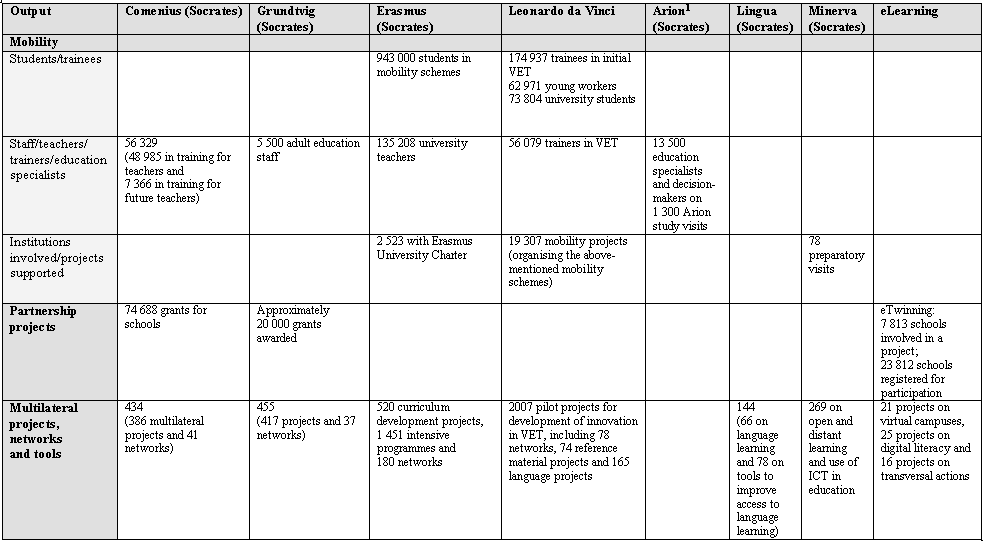 Output
Comenius (Socrates)
Grundtvig
(Socrates)
Erasmus
(Socrates)
Leonardo da Vinci
Arion1
(Socrates)
Lingua
(Socrates)
Minerva
(Socrates)
eLearning
Mobility
Students/trainees
943 000 students in
mobility schemes
174 937 trainees in initial
VET
62 971 young workers
73 804 university students
Staff/teachers/
trainers/education
specialists
56 329
(48 985 in training for
teachers and
7 366 in training for
future teachers)
5 500 adult education
staff
135 208 university
teachers
56 079 trainers in VET
13 500
education
specialists
and decision-
makers on
1 300 Arion
study visits
Institutions
involved/projects
supported
2 523 with Erasmus
University Charter
19 307 mobility projects
(organising the above-
mentioned mobility
schemes)
78
preparatory
visits
Partnership
projects
74 688 grants for
schools
Approximately
20 000 grants
awarded
eTwinning:
7 813 schools
involved in a
project;
23 812 schools
registered for
participation
Multilateral
projects,
networks
and tools
434
(386 multilateral
projects and 41
networks)
455
(417 projects and 37
networks)
520 curriculum
development projects,
1 451 intensive
programmes and
180 networks
2007 pilot projects for
development of innovation
in VET, including 78
networks, 74 reference
material projects and 165
language projects
144
(66 on
language
learning
and 78 on
tools to
improve
access to
language
learning)
269 on
open and
distant
learning
and use of
ICT in
education
21 projects on
virtual campuses,
25 projects on
digital literacy and
16 projects on
transversal actions